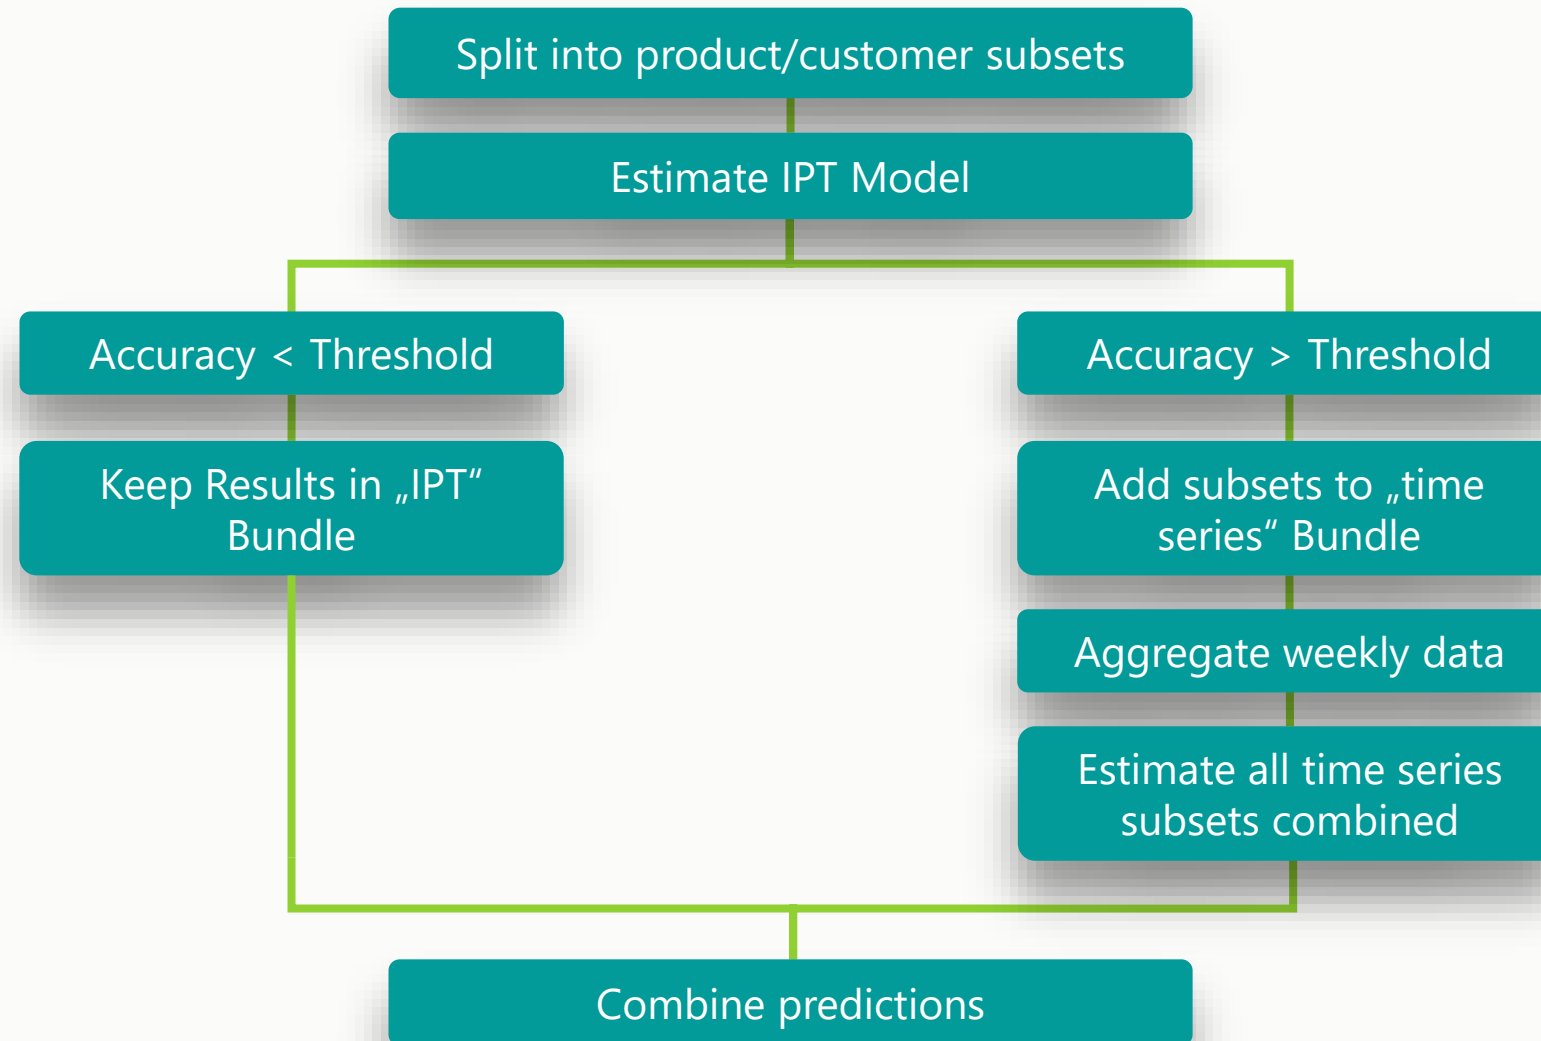 Split into product/customer subsets
Estimate IPT Model
Accuracy < Threshold
Keep Results in „IPT“
Bundle
Accuracy > Threshold
Add subsets to „time
series“ Bundle
Aggregate weekly data
Estimate all time series
subsets combined
Combine predictions